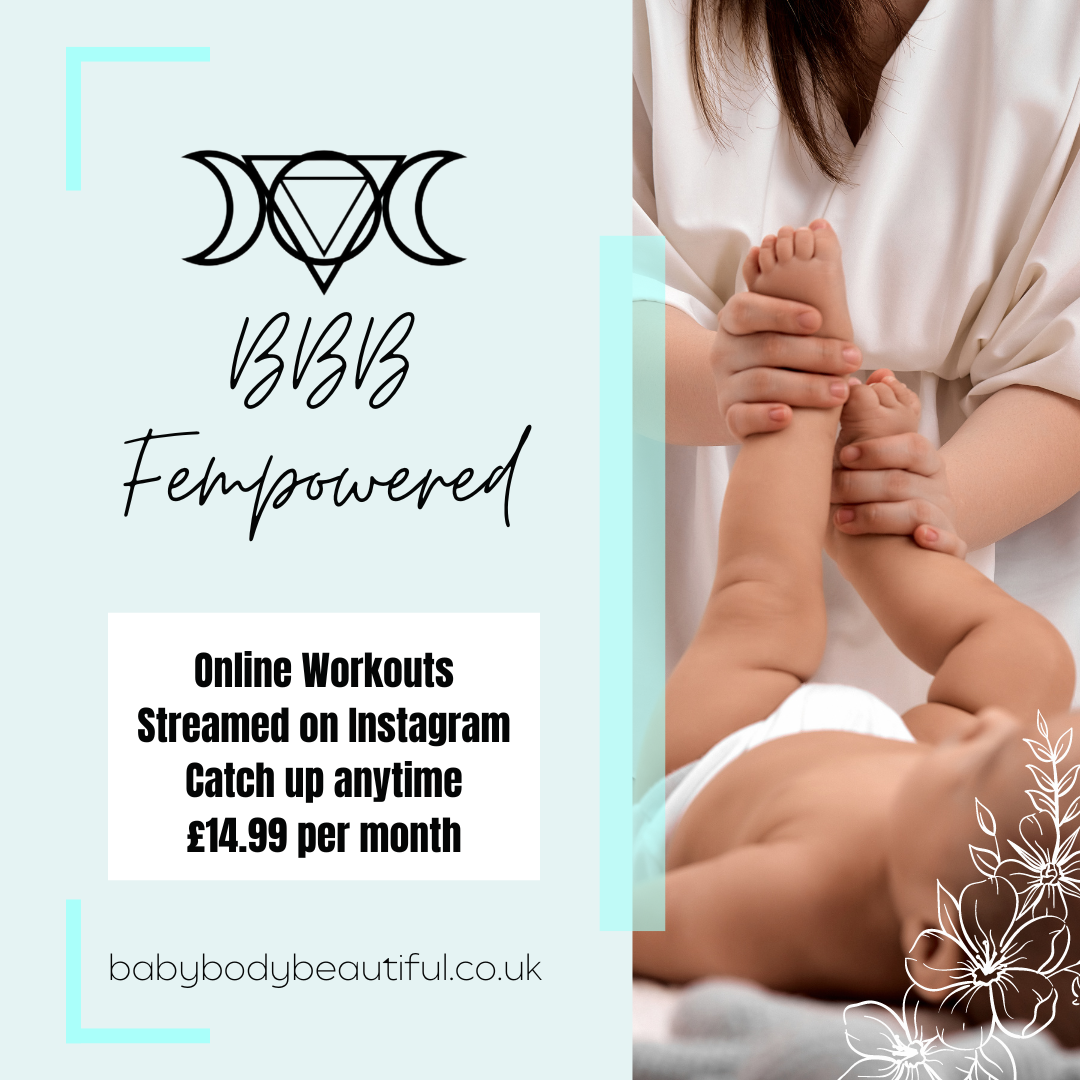 BBB
Fempowered
Online Workouts
Streamed on Instagram
Catch up anytime
£14.99 per month
babybodybeautiful.co.uk